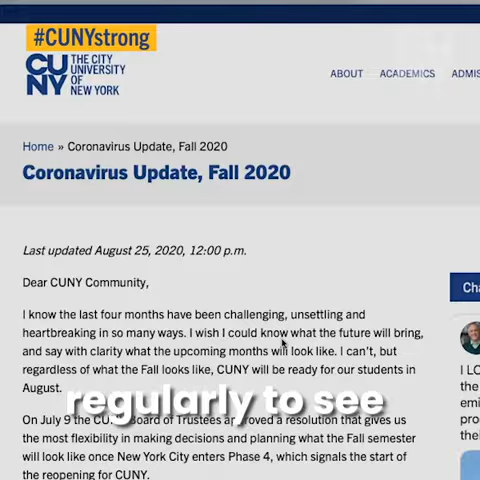 #CUNYstrong
CU
NY
THE CITY
UNIVERSITY
OF
NEW YORK
ABOUT ACADEMICS
Home » Coronavirus Update, Fall 2020
Coronavirus Update, Fall 2020
Last updated August 25, 2020, 12:00 p.m.
Dear CUNY Community,
I know the last four months have been challenging, unsettling and
heartbreaking in so many ways. I wish I could know what the future will bring,
and say with clarity what the upcoming months will look like. I can't, but
regardless of what the Fall looks like, CUNY will be ready for our students in
August.
regularly to see
On July 9 the Board of Trustees a resolution that gives us
the most flexibility in making decisions and planning what the Fall semester
will look like once New York City enters Phase 4, which signals the start of
the reopening for CUNY.
I
the